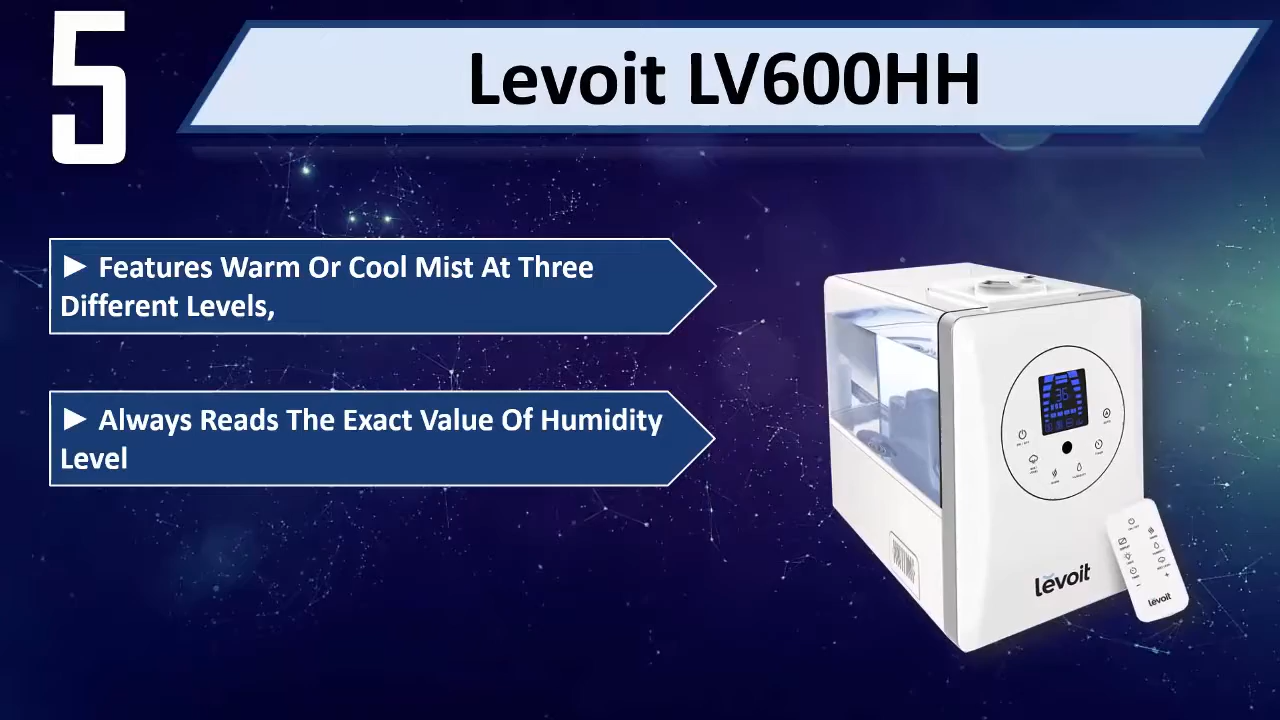 5
Levoit LV600HH
► Features Warm Or Cool Mist At Three
Different Levels,
► Always Reads The Exact Value Of Humidity
Level
36
levoit
levoit